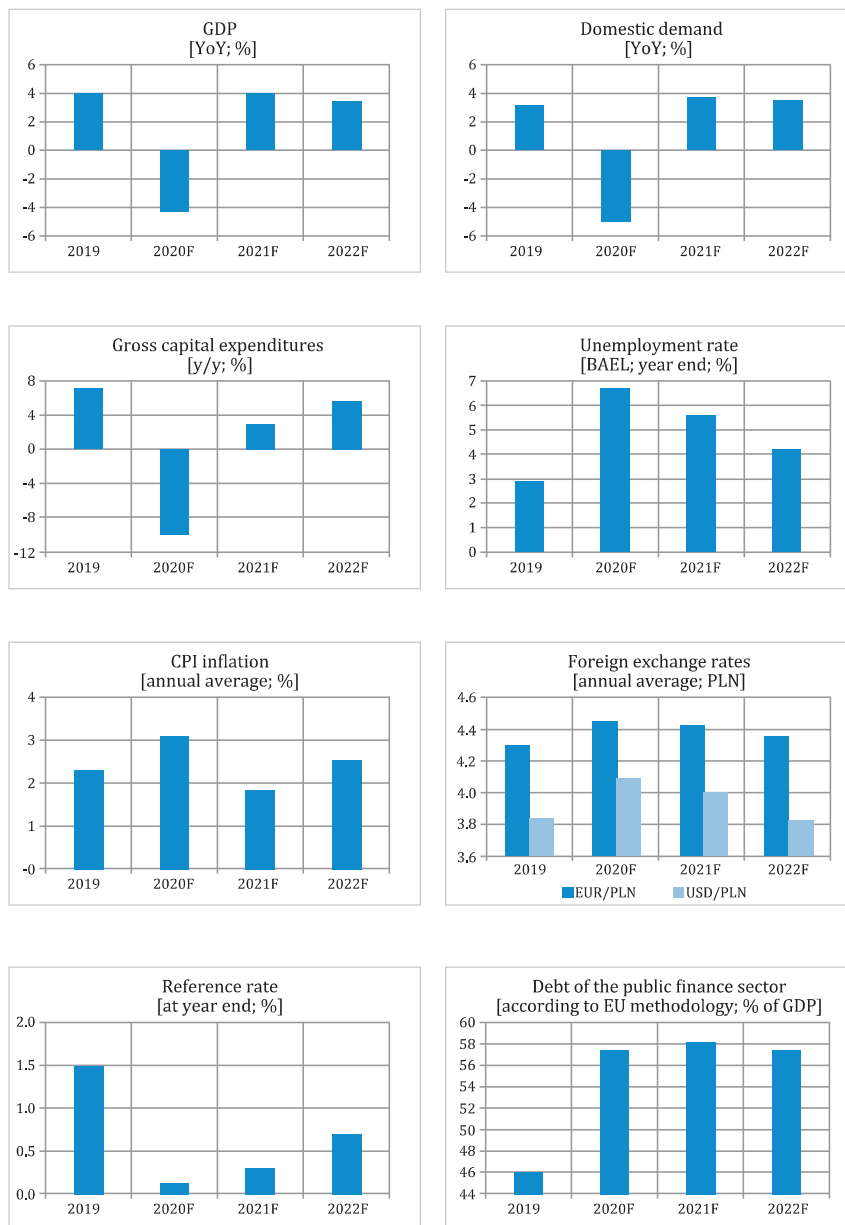 GDP
[YoY; %]
6
4
2
0
-2
-4
-6
2019 2020F 2021F 2022F
Domestic demand
[YoY; %]
6
4
2
0
-2
-4
-6
2019 2020F 2021F 2022F
Gross capital expenditures
[y/y; %]
8
4
0
-4
-8
-12
2019 2020F 2021F 2022F
Unemployment rate
[BAEL; year end; %]
7
6
5
4
3
2
1
0
2019 2020F 2021F 2022F
CPI inflation
[annual average; %]
4
3
2
1
-0
2019 2020F 2021F 2022F
Foreign exchange rates
[annual average; PLN]
4.6
4.4
4.2
4.0
3.8
3.6
2019 2020F 2021F 2022F
EUR/PLN USD/PLN
Reference rate
[at year end; %]
2.0
1.5
1.0
0.5
0.0
2019 2020F 2021F 2022F
Debt of the public finance sector
[according to EU methodology; % of GDP]
60
58
56
54
52
50
48
46
44
2019 2020F 2021F 2022F